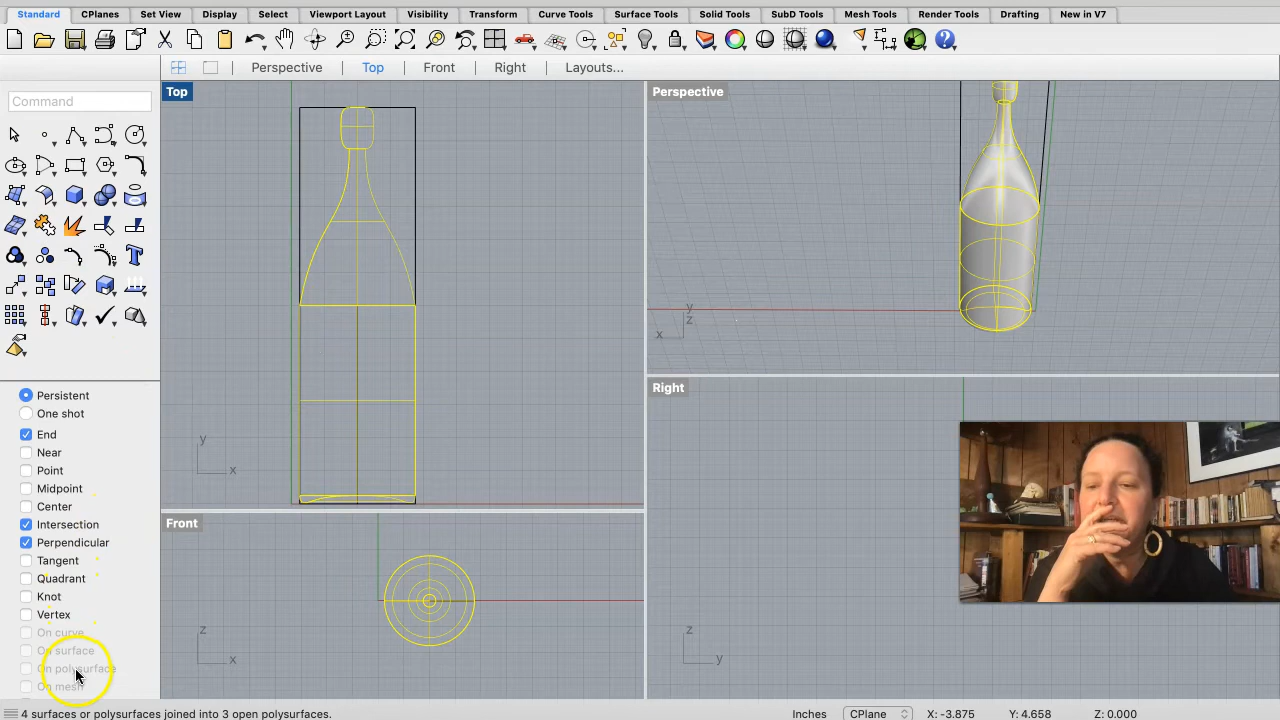 Standard CPlanes Set View Display Select Viewport Layout Visibility Transform Curve Tools Surface Tools Solid Tools SubD Tools Mesh Tools Render Tools Drafting New in V7
Perspective Top Front Right Layouts...
Command
Top
Perspective
y
z
x
Right
z
y
y
x
Front
z
x
Persistent
One shot
End
Near
Point
Midpoint
Center
Intersection
Perpendicular
Tangent
Quadrant
Knot
Vertex
On curve
On surface
On polysurface
On mesh
4 surfaces or polysurfaces joined into 3 open polysurfaces. Inches CPlane X: -3.875 Y: 4.658 Z: 0.000